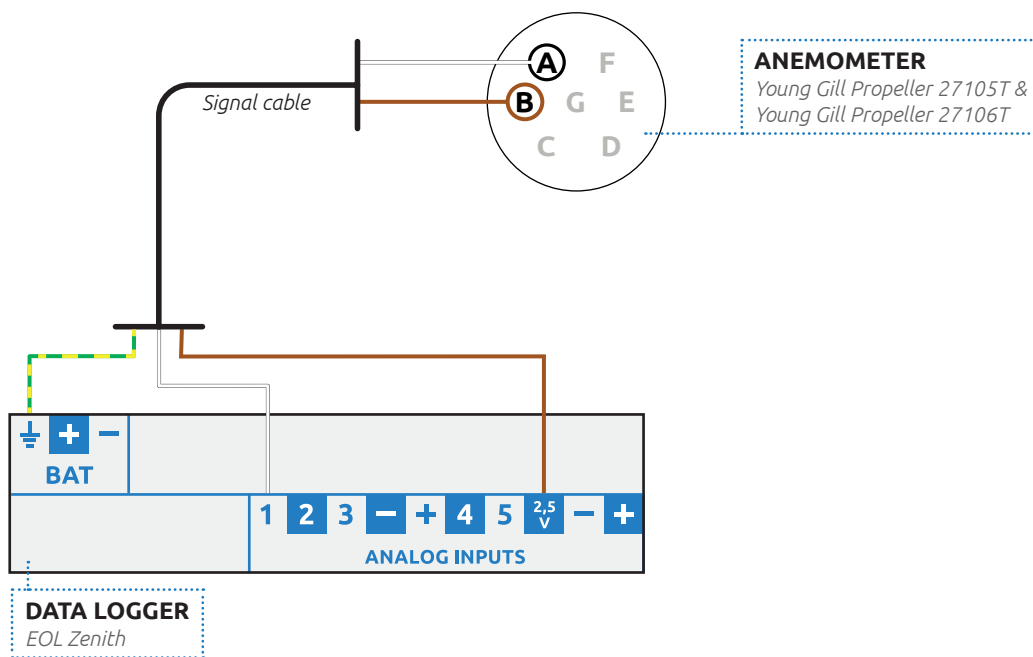 Signal cable
A F
B G E
C D
ANEMOMETER
Young Gill Propeller 27105T &
Young Gill Propeller 27106T
+ −
BAT
1 2 3 − + 4 5 2,5 V − +
ANALOG INPUTS
DATA LOGGER
EOL Zenith